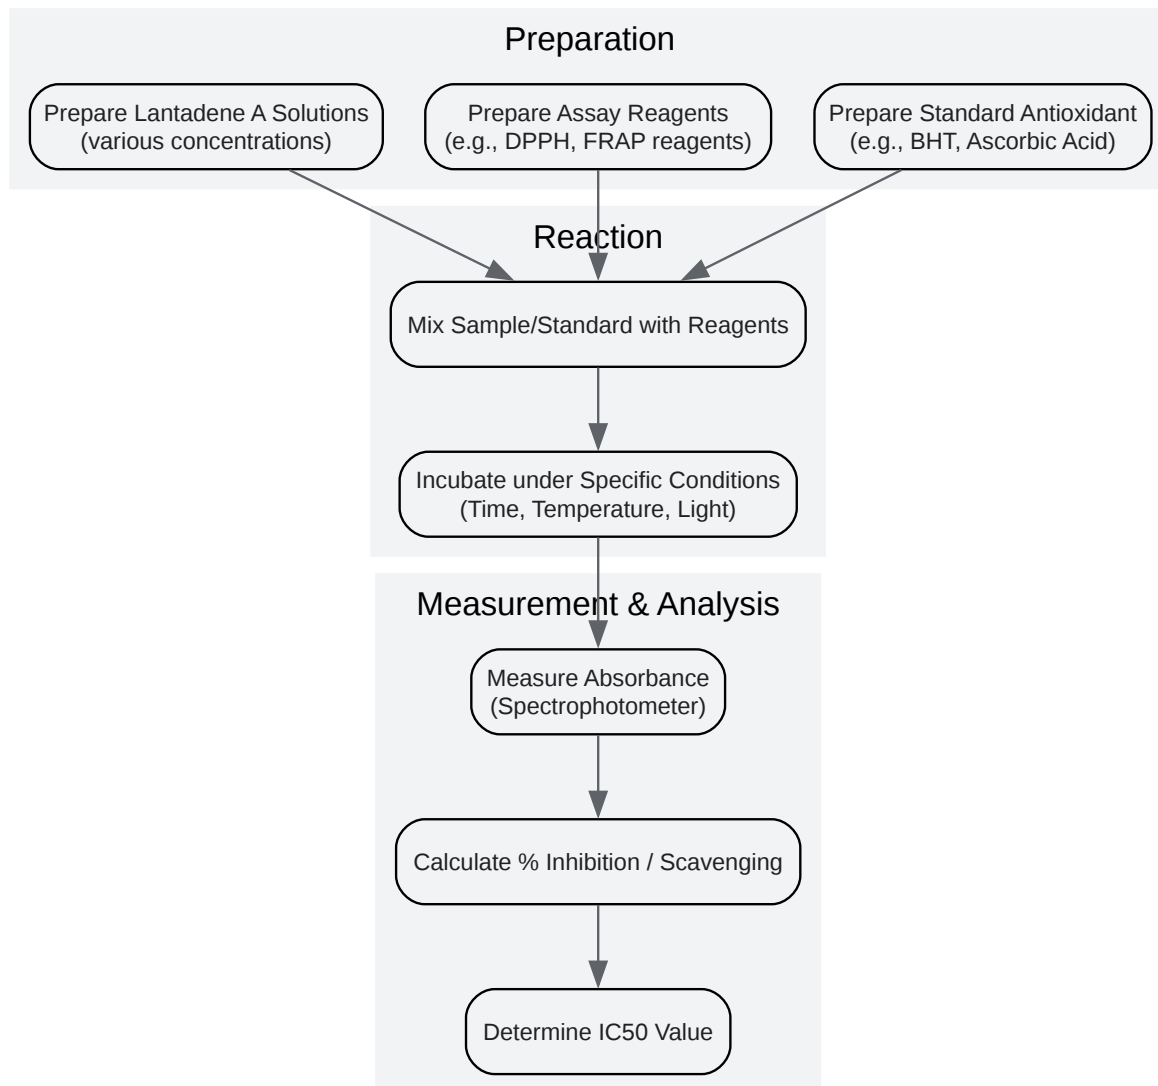 Preparation
Prepare Lantadene A Solutions
(various concentrations)
Prepare Assay Reagents
(e.g., DPPH, FRAP reagents)
Prepare Standard Antioxidant
(e.g., BHT, Ascorbic Acid)
Reaction
Mix Sample/Standard with Reagents
Incubate under Specific Conditions
(Time, Temperature, Light)
Measurement & Analysis
Measure Absorbance
(Spectrophotometer)
Calculate % Inhibition / Scavenging
Determine IC50 Value